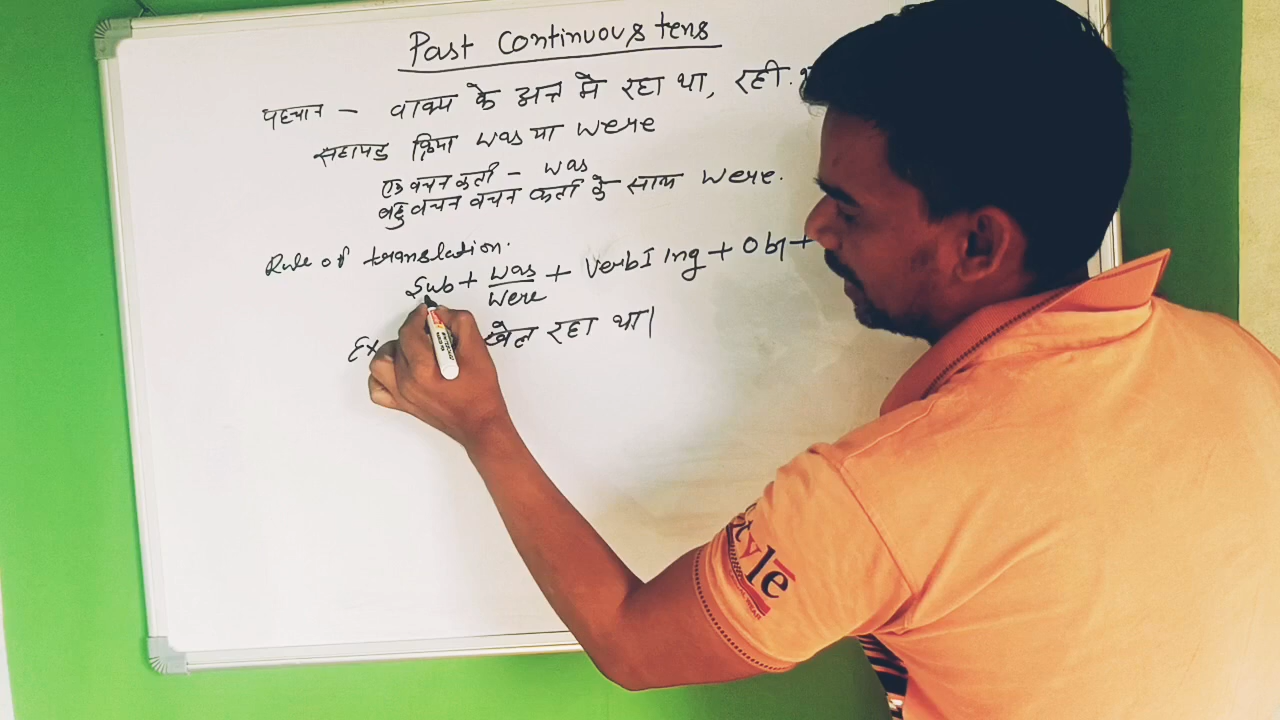 Past Continuous tens
पहचान - वाक्य के अन्त मे रहा था, रही
सहायक क्रिया was या were
एक वचन कर्ता - was
बहु वचन वचन कर्ता के साथ were.
Rule of translation.
Sub + was/were + Verb I ing + Obj +
Ex खेल रहा था।
style